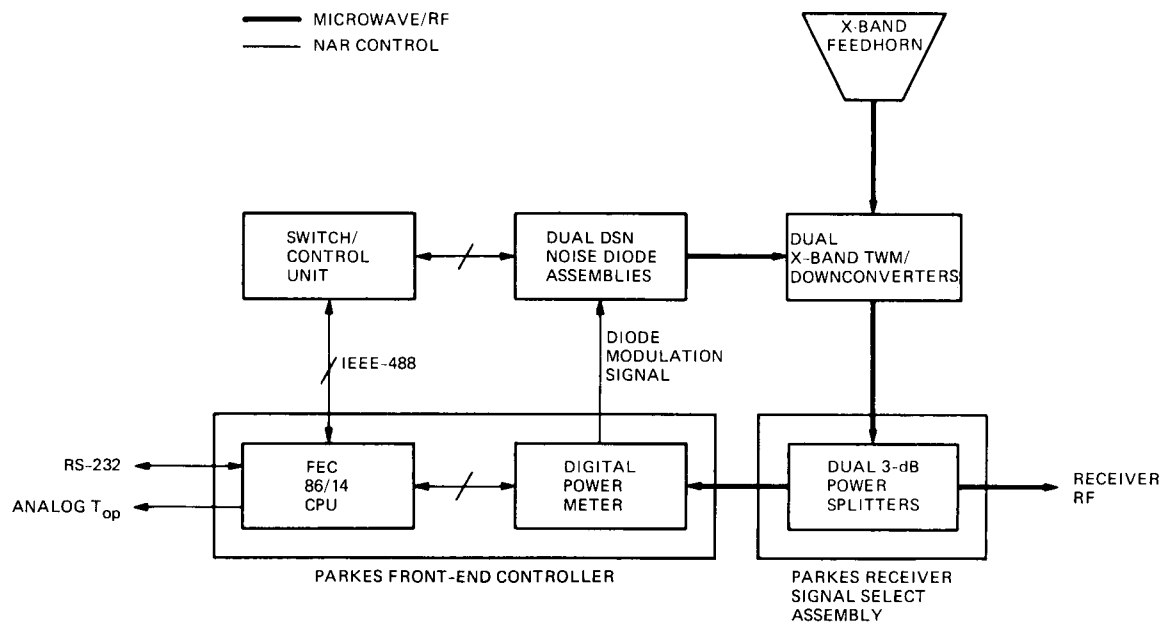 MICROWAVE/RF
NAR CONTROL
X-BAND
FEEDHORN
SWITCH/
CONTROL
UNIT
DUAL DSN
NOISE DIODE
ASSEMBLIES
DUAL
X-BAND TWM/
DOWNCONVERTERS
IEEE-488
DIODE
MODULATION
SIGNAL
RS-232
ANALOG Top
FEC
86/14
CPU
DIGITAL
POWER
METER
DUAL 3-dB
POWER
SPLITTERS
RECEIVER
RF
PARKES FRONT-END CONTROLLER
PARKES RECEIVER
SIGNAL SELECT
ASSEMBLY